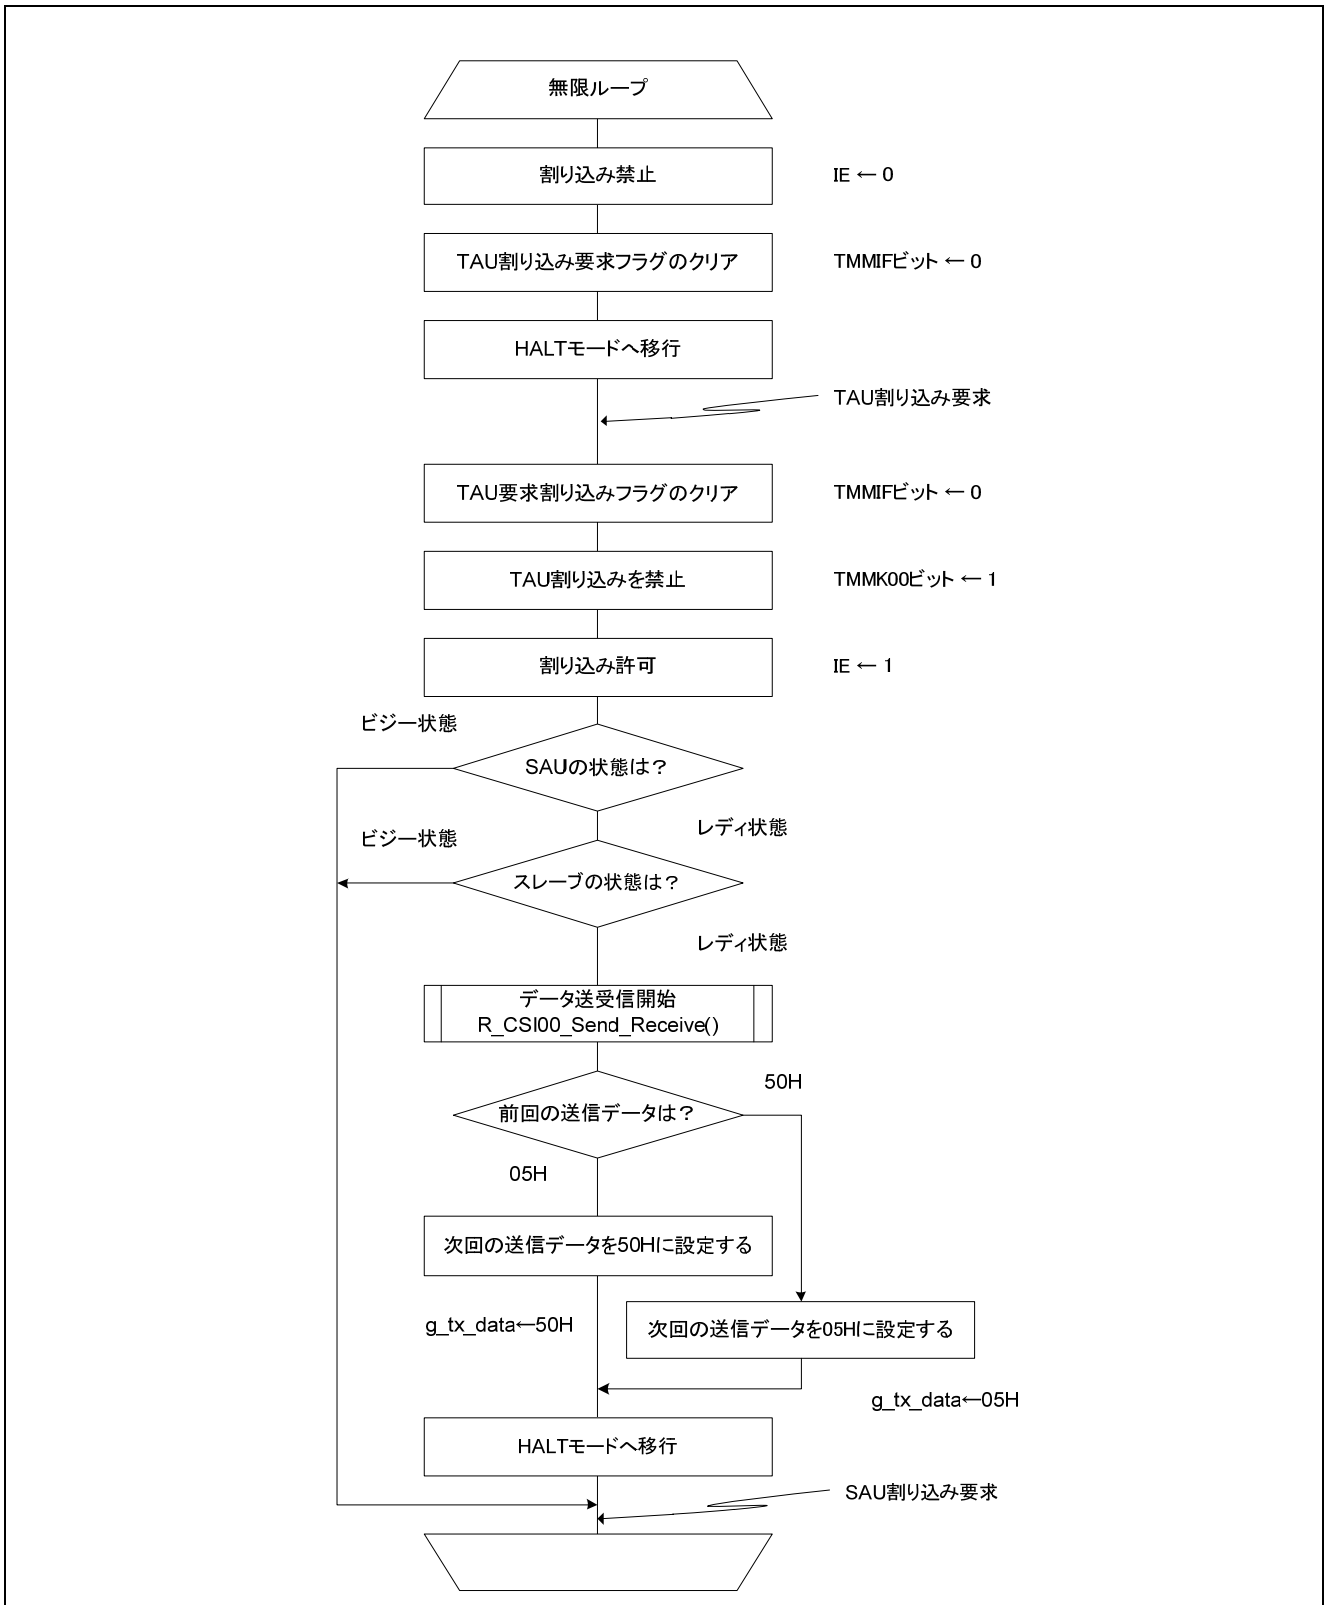 無限ループ
割り込み禁止
IE ← 0
TAU割り込み要求フラグのクリア
TMMIFビット ← 0
HALTモードへ移行
TAU割り込み要求
TAU要求割り込みフラグのクリア
TMMIFビット ← 0
TAU割り込みを禁止
TMMK00ビット ← 1
割り込み許可
IE ← 1
ビジー状態
SAUの状態は？
レディ状態
ビジー状態
スレーブの状態は？
レディ状態
データ送受信開始
R_CSI00_Send_Receive()
50H
前回の送信データは？
05H
次回の送信データを50Hに設定する
g_tx_data←50H
次回の送信データを05Hに設定する
g_tx_data←05H
HALTモードへ移行
SAU割り込み要求